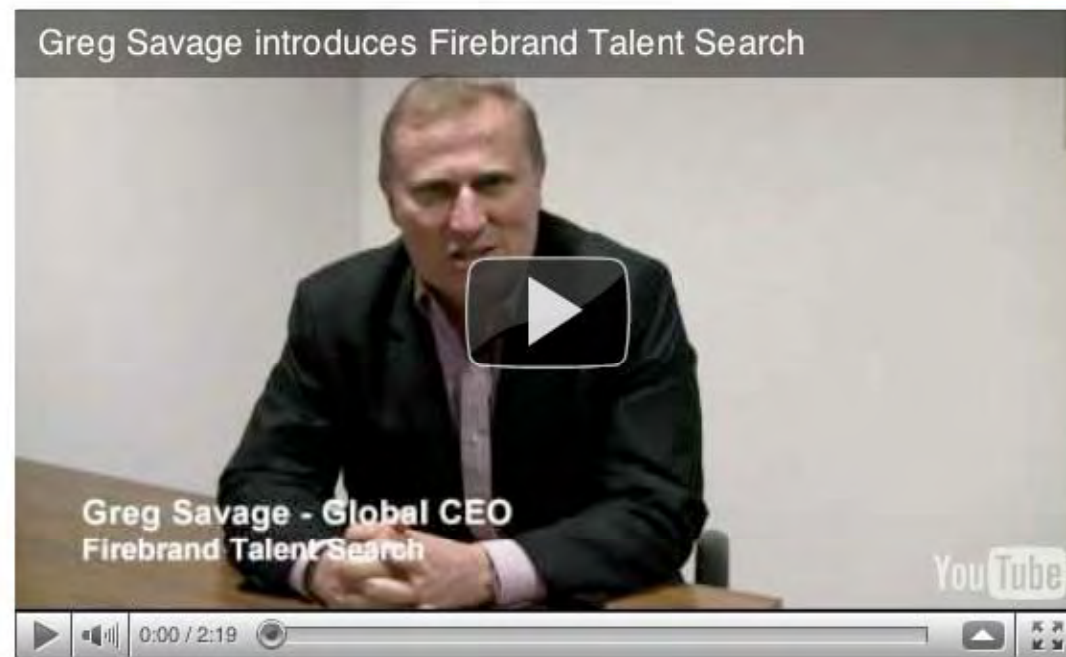 Greg Savage introduces Firebrand Talent Search
Greg Savage - Global CEO
Firebrand Talent Search
YouTube
0:00 / 2:19